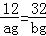 12/ag = 32/bg